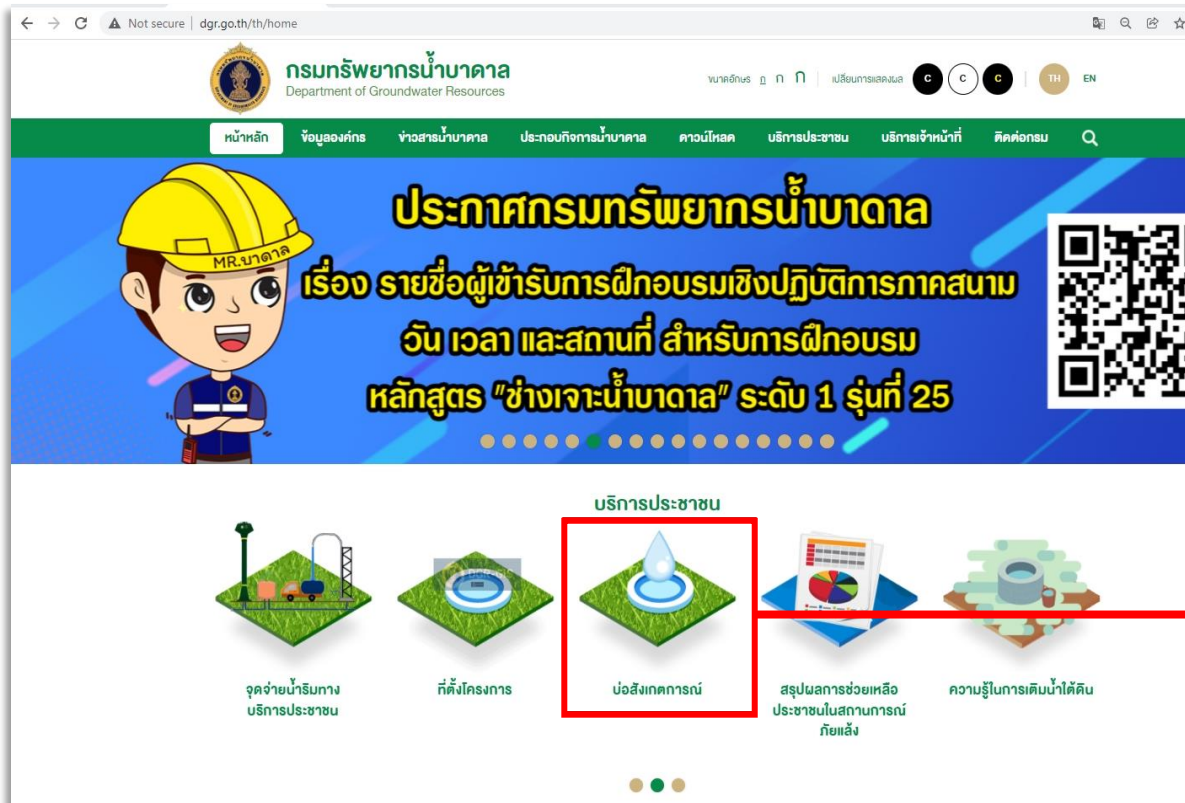 Not secure | dgr.go.th/th/home
กรมทรัพยากรน้ำบาดาล
Department of Groundwater Resources
ขนาดอักษร ก ก ก | เปลี่ยนการแสดงผล C C C | TH EN
หน้าหลัก ข้อมูลองค์กร ข่าวสารน้ำบาดาล ประกอบกิจการน้ำบาดาล ดาวน์โหลด บริการประชาชน บริการเจ้าหน้าที่ ติดต่อกรม
MR.บาดาล
ประกาศกรมทรัพยากรน้ำบาดาล
เรื่อง รายชื่อผู้เข้ารับการฝึกอบรมเชิงปฏิบัติการภาคสนาม
วัน เวลา และสถานที่ สำหรับการฝึกอบรม
หลักสูตร "ช่างเจาะน้ำบาดาล" ระดับ 1 รุ่นที่ 25
บริการประชาชน
จุดจ่ายน้ำริมทาง
บริการประชาชน
ที่ตั้งโครงการ
บ่อสังเกตการณ์
สรุปผลการช่วยเหลือ
ประชาชนในสถานการณ์
ภัยแล้ง
ความรู้ในการเติมน้ำใต้ดิน